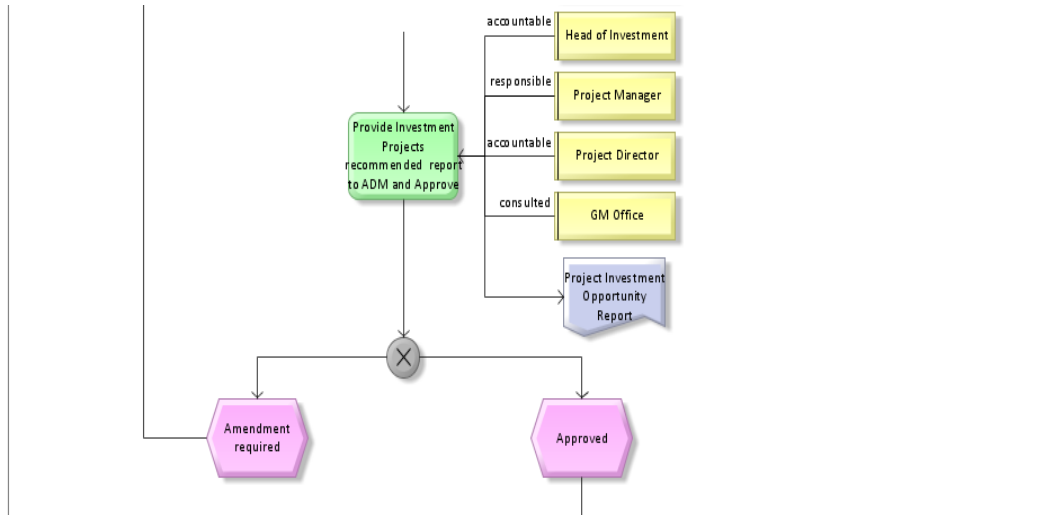 accountable
Head of Investment
responsible
Project Manager
Provide Investment
Projects
recommended report
to ADM and Approve
accountable
Project Director
consulted
GM Office
Project Investment
Opportunity
Report
X
Amendment
required
Approved